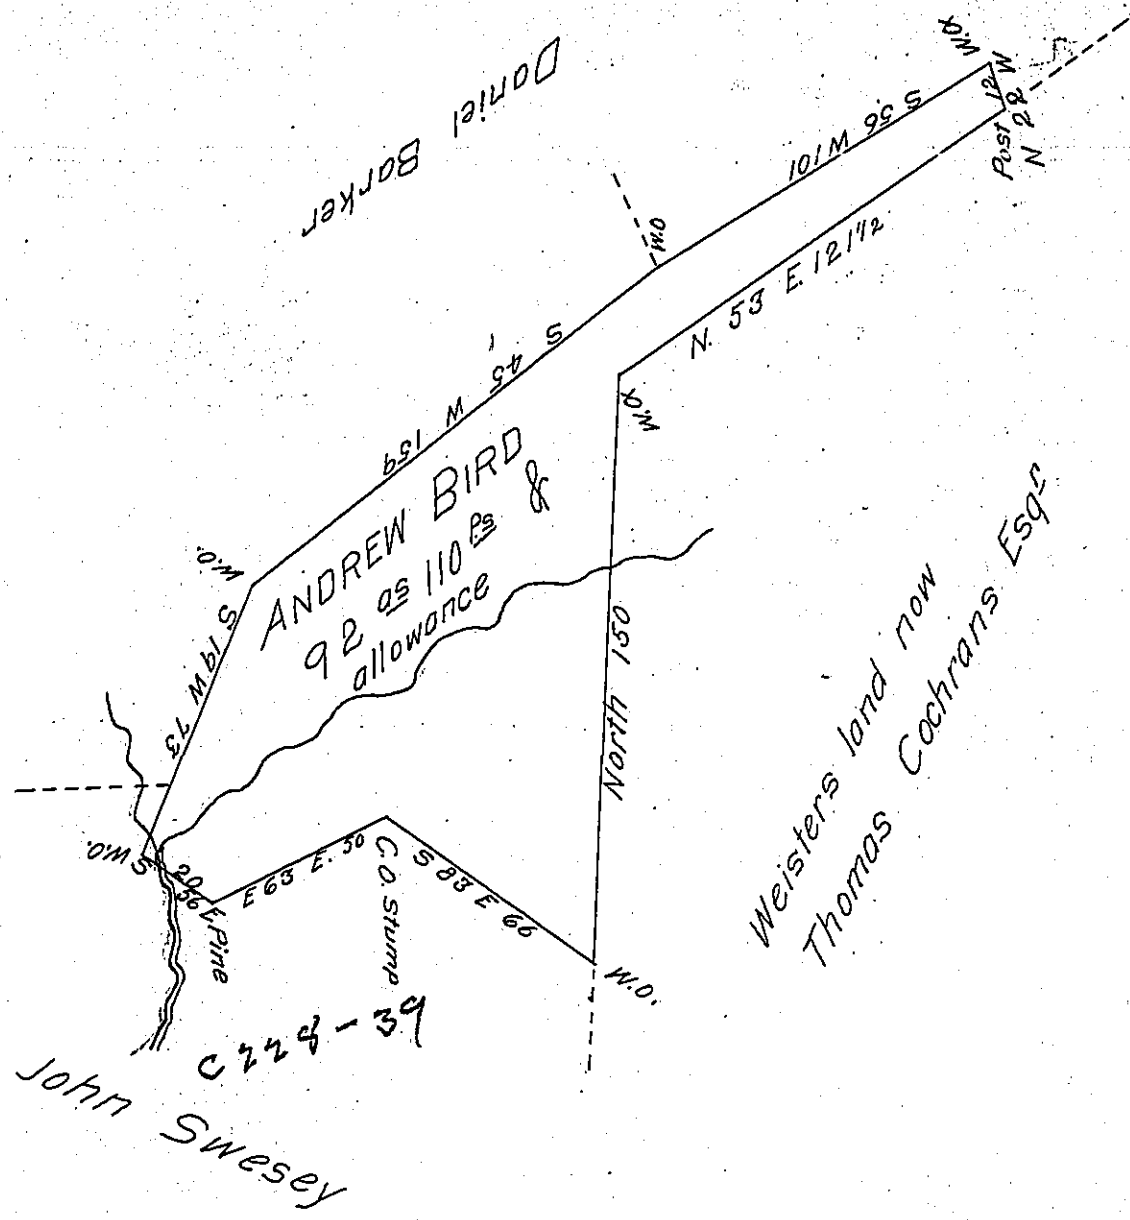 Daniel Barker
W.O.
S 56 W 101
12
N 22 W
Post
W.O
N. 53 E. 121 1/2
S 45 W 159
W.O.
ANDREW BIRD
92 as 110 Ps &
allowance
W.O.
S 19 W 73
North 150
Weisters land now
Thomas Cochrans Esqr
W.O.
S 56 E 20
Pine
E 63 E. 50
C.O. Stump
S 83 E 66
W.O.
C 228-39
John Swesey